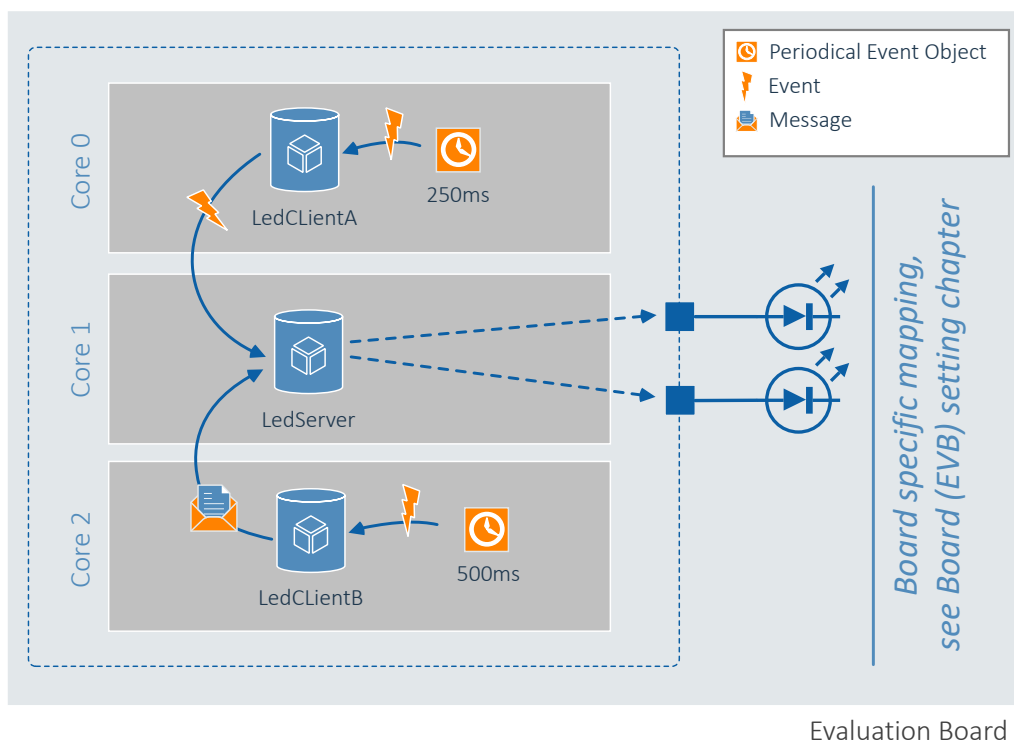 Periodical Event Object
Event
Message
Core 0
250ms
LedCLientA
Core 1
LedServer
Core 2
500ms
LedCLientB
Board specific mapping,
see Board (EVB) setting chapter
Evaluation Board